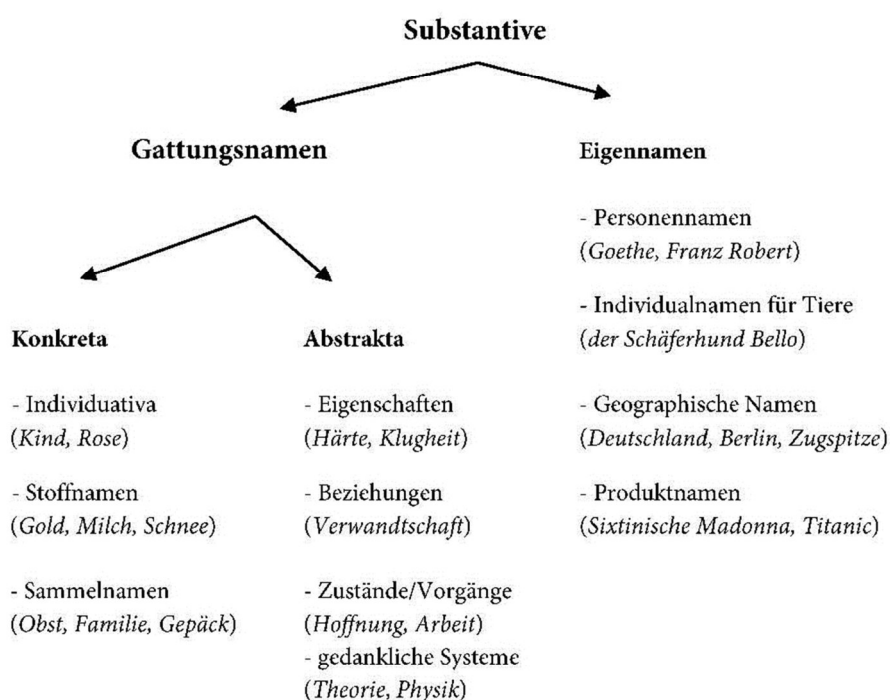 Substantive
Gattungsnamen
Konkreta
- Individuativa
(Kind, Rose)
- Stoffnamen
(Gold, Milch, Schnee)
- Sammelnamen
(Obst, Familie, Gepäck)
Abstrakta
- Eigenschaften
(Härte, Klugheit)
- Beziehungen
(Verwandtschaft)
- Zustände/Vorgänge
(Hoffnung, Arbeit)
- gedankliche Systeme
(Theorie, Physik)
Eigennamen
- Personennamen
(Goethe, Franz Robert)
- Individualnamen für Tiere
(der Schäferhund Bello)
- Geographische Namen
(Deutschland, Berlin, Zugspitze)
- Produktnamen
(Sixtinische Madonna, Titanic)